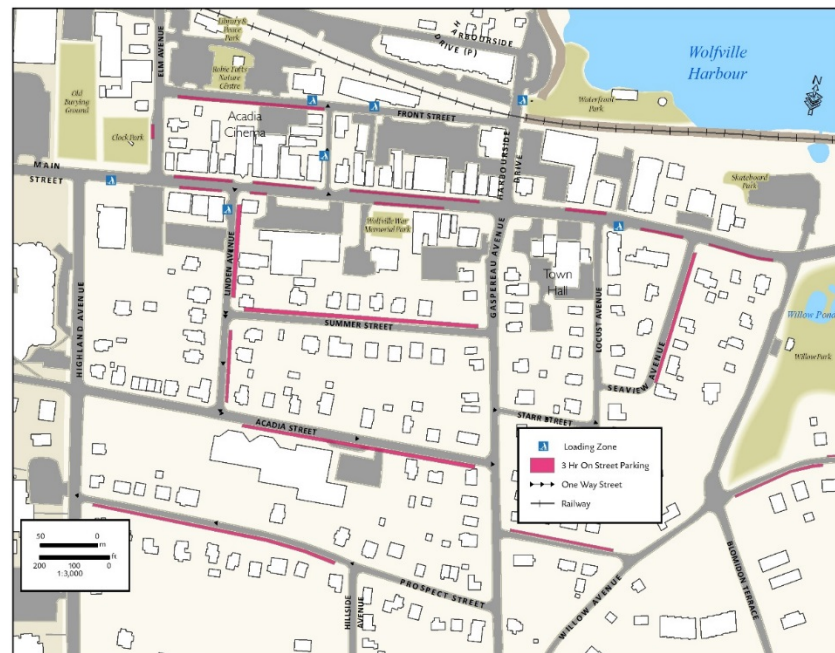 HARBOURSIDE
DRIVE (P)
Wolfville
Harbour
Library &
House
Park
ELM AVENUE
Robie Tufts
Nature
Centre
Waterfront
Park
Old
Burying
Ground
Acadia
Cinema
FRONT STREET
Clock Park
MAIN
STREET
HARBOURSIDE
DRIVE
Skateboard
Park
Wolfville War
Memorial Park
LINDEN AVENUE
GASPEREAU AVENUE
Town
Hall
LOCUST AVENUE
HIGHLAND AVENUE
SUMMER STREET
Willow Pond
Willow Park
SEAVIEW AVENUE
ACADIA STREET
STARR STREET
Loading Zone
3 Hr On Street Parking
One Way Street
Railway
50 0
m
ft
200 100 0
1:3,000
PROSPECT STREET
HILLSIDE
AVENUE
WILLOW AVENUE
BLOMIDON TERRACE